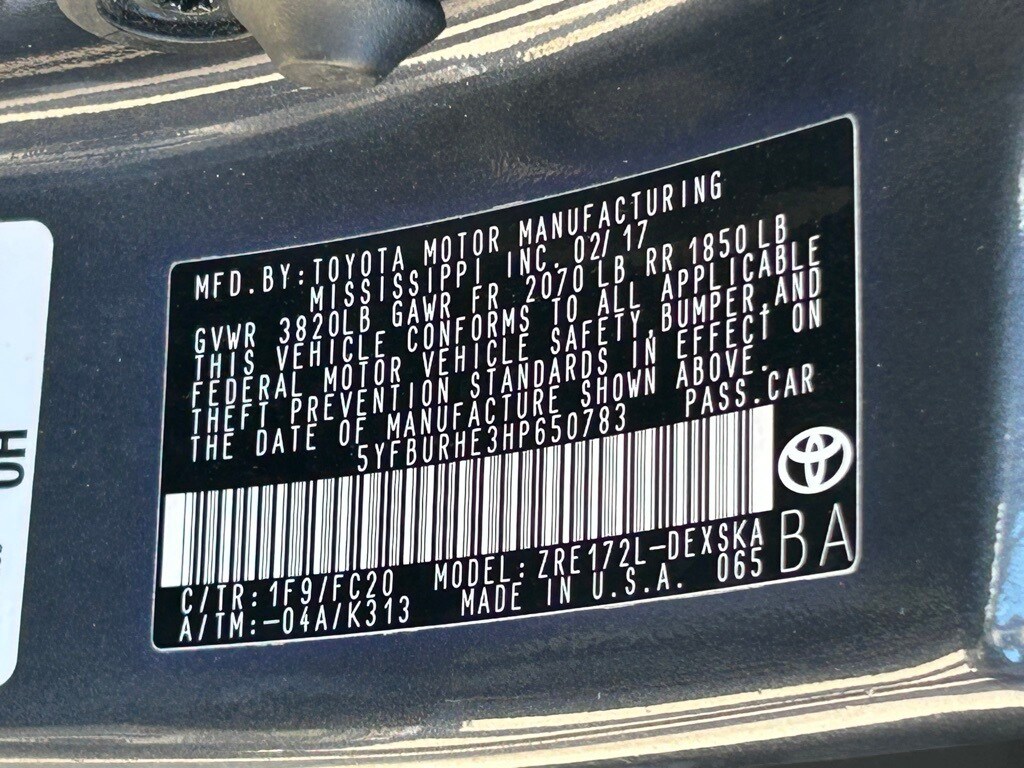 MFD. BY: TOYOTA MOTOR MANUFACTURING
MISSISSIPPI INC. 02/17
GVWR 3820LB GAWR FR 2070 LB RR 1850 LB
THIS VEHICLE CONFORMS TO ALL APPLICABLE
FEDERAL MOTOR VEHICLE SAFETY, BUMPER, AND
THEFT PREVENTION STANDARDS IN EFFECT ON
THE DATE OF MANUFACTURE SHOWN ABOVE.
5YFBURHE3HP650783 PASS. CAR
C/TR: 1F9/FC20 MODEL: ZRE172L-DEXSKA
A/TM: -04A/K313 MADE IN U.S.A. 065
BA